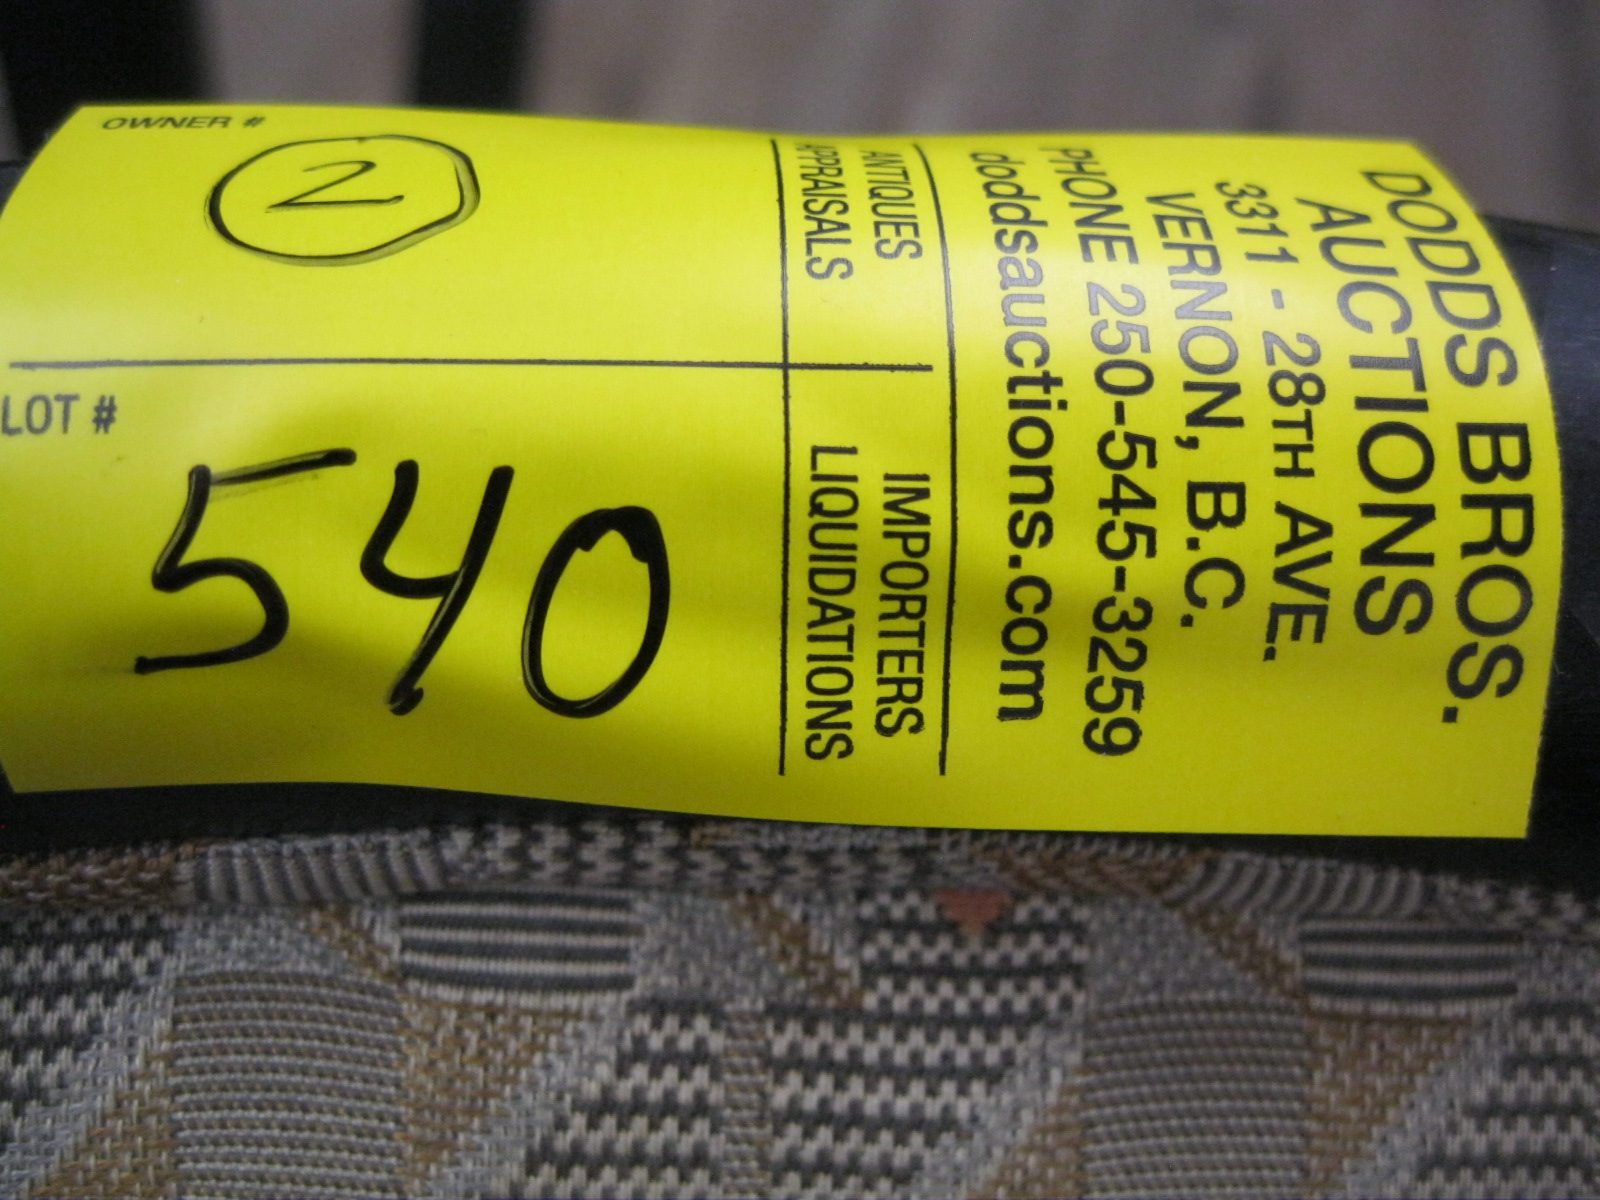 DODDS BROS.
AUCTIONS
3311 - 28TH AVE.
VERNON, B.C.
PHONE 250-545-3259
doddsauctions.com
ANTIQUES IMPORTERS
APPRAISALS LIQUIDATIONS
OWNER #
2
LOT #
540